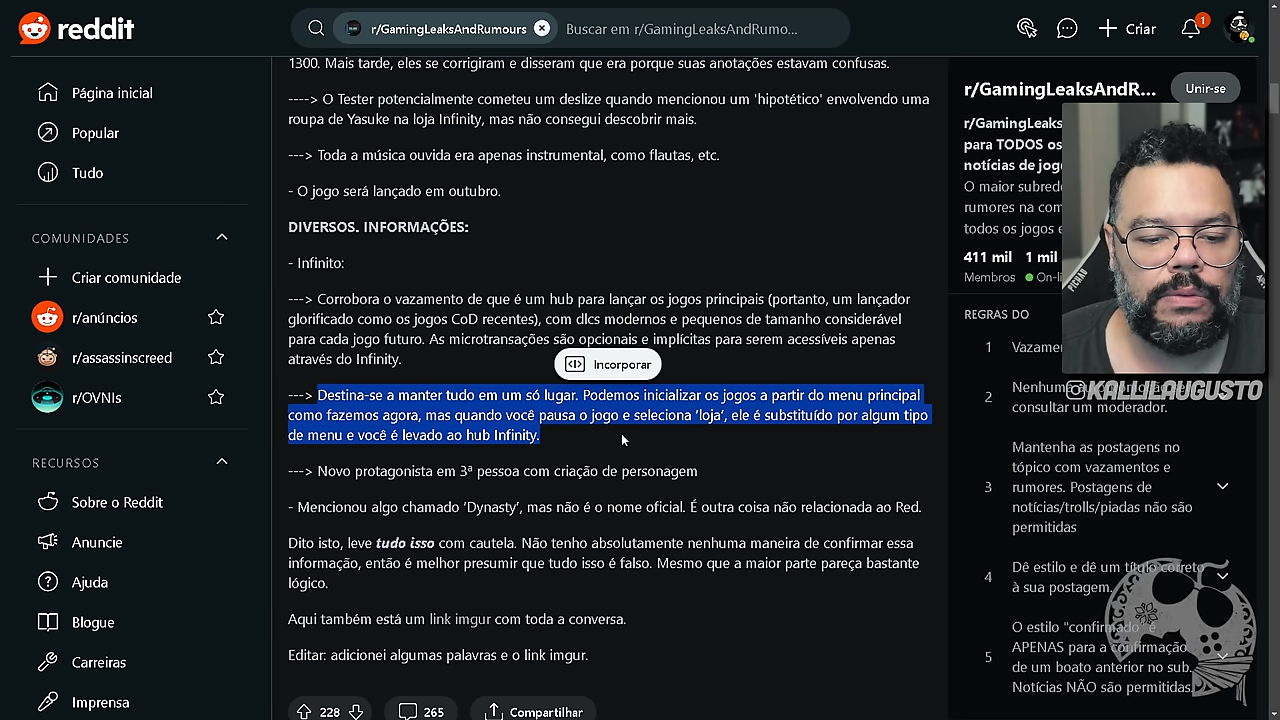 reddit
r/GamingLeaksAndRumours
Buscar em r/GamingLeaksAndRumo...
Criar
1
Página inicial
Popular
Tudo
COMUNIDADES
Criar comunidade
r/anúncios
r/assassinscreed
r/OVNIs
RECURSOS
Sobre o Reddit
Anuncie
Ajuda
Blogue
Carreiras
Imprensa
1300. Mais tarde, eles se corrigiram e disseram que era porque suas anotações estavam confusas.
----> O Tester potencialmente cometeu um deslize quando mencionou um 'hipotético' envolvendo uma
roupa de Yasuke na loja Infinity, mas não consegui descobrir mais.
---> Toda a música ouvida era apenas instrumental, como flautas, etc.
- O jogo será lançado em outubro.
DIVERSOS. INFORMAÇÕES:
- Infinito:
---> Corrobora o vazamento de que é um hub para lançar os jogos principais (portanto, um lançador
glorificado como os jogos CoD recentes), com dlcs modernos e pequenos de tamanho considerável
para cada jogo futuro. As microtransações são opcionais e implícitas para serem acessíveis apenas
através do Infinity.
Incorporar
---> Destina-se a manter tudo em um só lugar. Podemos inicializar os jogos a partir do menu principal
como fazemos agora, mas quando você pausa o jogo e seleciona 'loja', ele é substituído por algum tipo
de menu e você é levado ao hub Infinity.
---> Novo protagonista em 3ª pessoa com criação de personagem
- Mencionou algo chamado 'Dynasty', mas não é o nome oficial. É outra coisa não relacionada ao Red.
Dito isto, leve tudo isso com cautela. Não tenho absolutamente nenhuma maneira de confirmar essa
informação, então é melhor presumir que tudo isso é falso. Mesmo que a maior parte pareça bastante
lógico.
Aqui também está um link imgur com toda a conversa.
Editar: adicionei algumas palavras e o link imgur.
228
265
Compartilhar
r/GamingLeaksAndR...
Unir-se
r/GamingLeaks
para TODOS os
notícias de jog
O maior subred
rumores na com
todos os jogos e
411 mil
1 mil
Membros
On-li
REGRAS DO
1 Vazamen
KALLILAUGUSTO
2
consultar um moderador.
3 Mantenha as postagens no
tópico com vazamentos e
rumores. Postagens de
notícias/trolls/piadas não são
permitidas
4 Dê estilo e dê um título correto
à sua postagem.
5 O estilo "confirmado" é
APENAS para a confirmação
de um boato anterior no sub.
Notícias NÃO são permitidas.
PICHAU